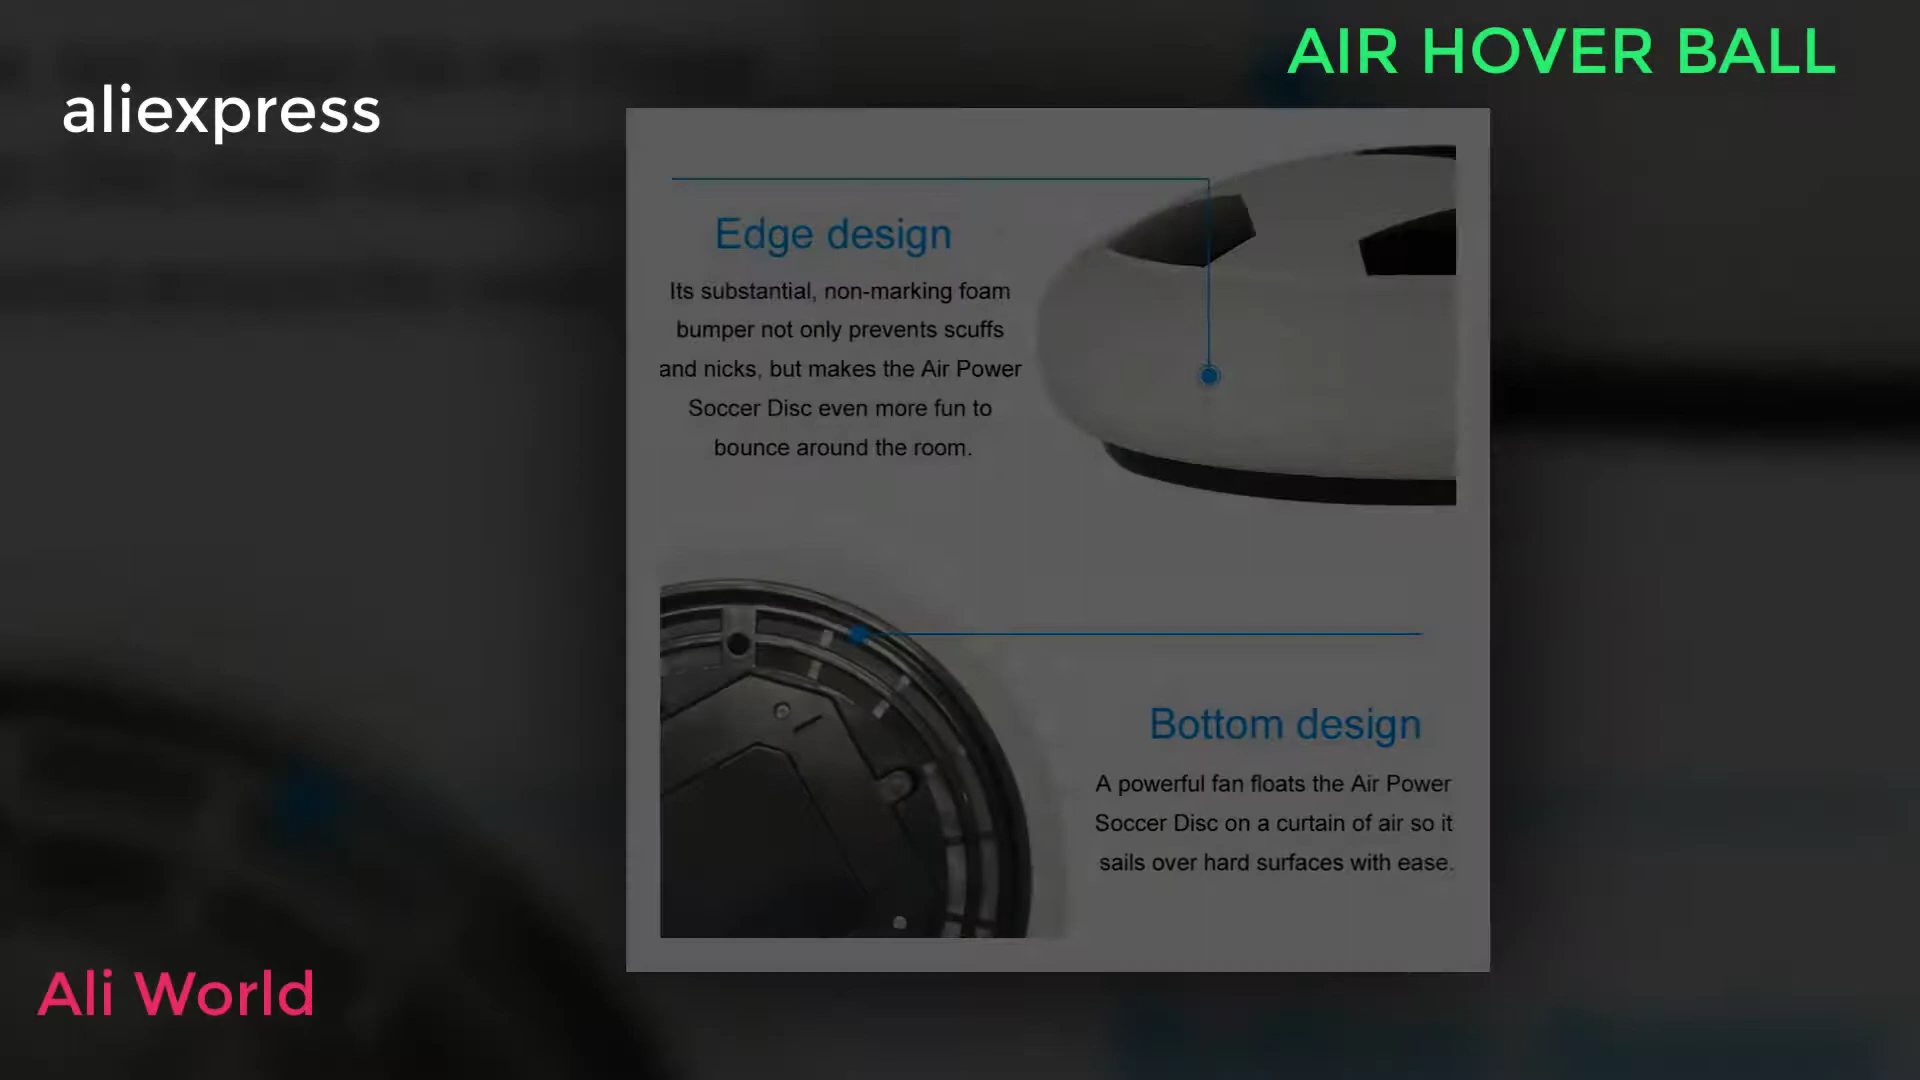 AIR HOVER BALL
aliexpress
Edge design
Its substantial, non-marking foam
bumper not only prevents scuffs
and nicks, but makes the Air Power
Soccer Disc even more fun to
bounce around the room.
Bottom design
A powerful fan floats the Air Power
Soccer Disc on a curtain of air so it
sails over hard surfaces with ease.
Ali World